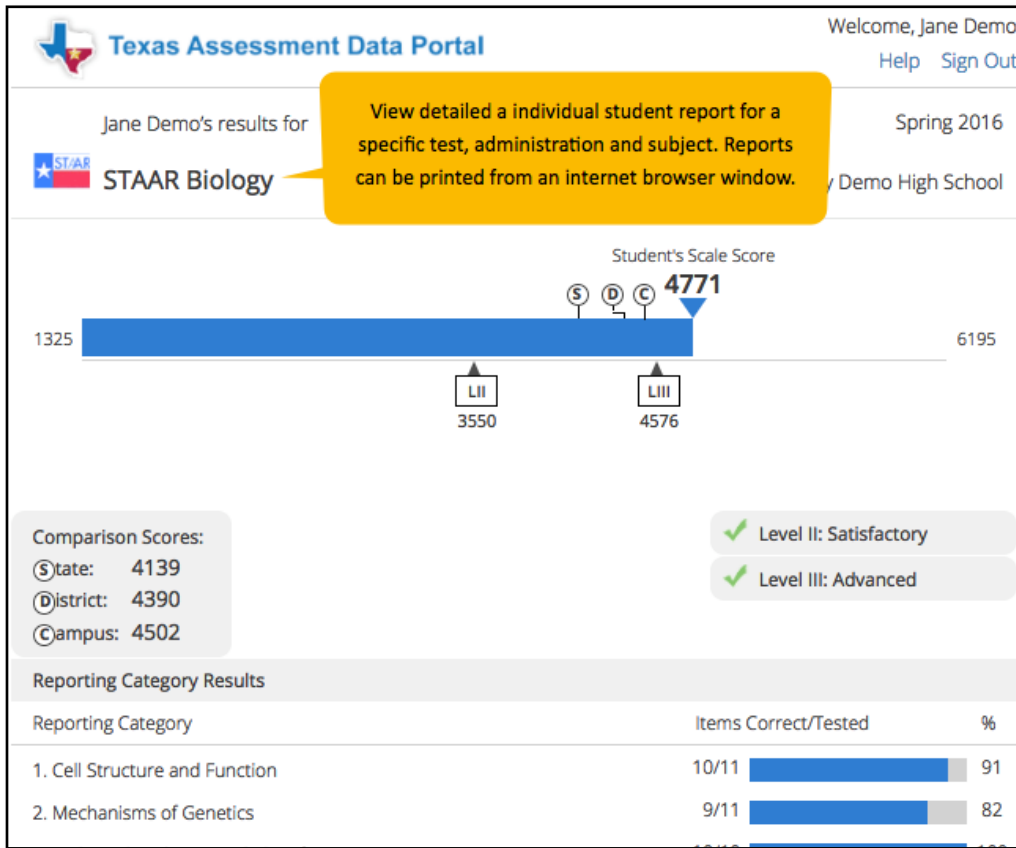 Texas Assessment Data Portal
Welcome, Jane Demo
Help Sign Out
Jane Demo's results for
Spring 2016
STAAR
STAAR Biology
View detailed a individual student report for a
specific test, administration and subject. Reports
can be printed from an internet browser window.
Demo High School
Student's Scale Score
4771
S D C
1325
6195
LII
LIII
3550
4576
Comparison Scores:
State: 4139
District: 4390
Campus: 4502
Level II: Satisfactory
Level III: Advanced
Reporting Category Results
Reporting Category Items Correct/Tested %
1. Cell Structure and Function 10/11 91
2. Mechanisms of Genetics 9/11 82